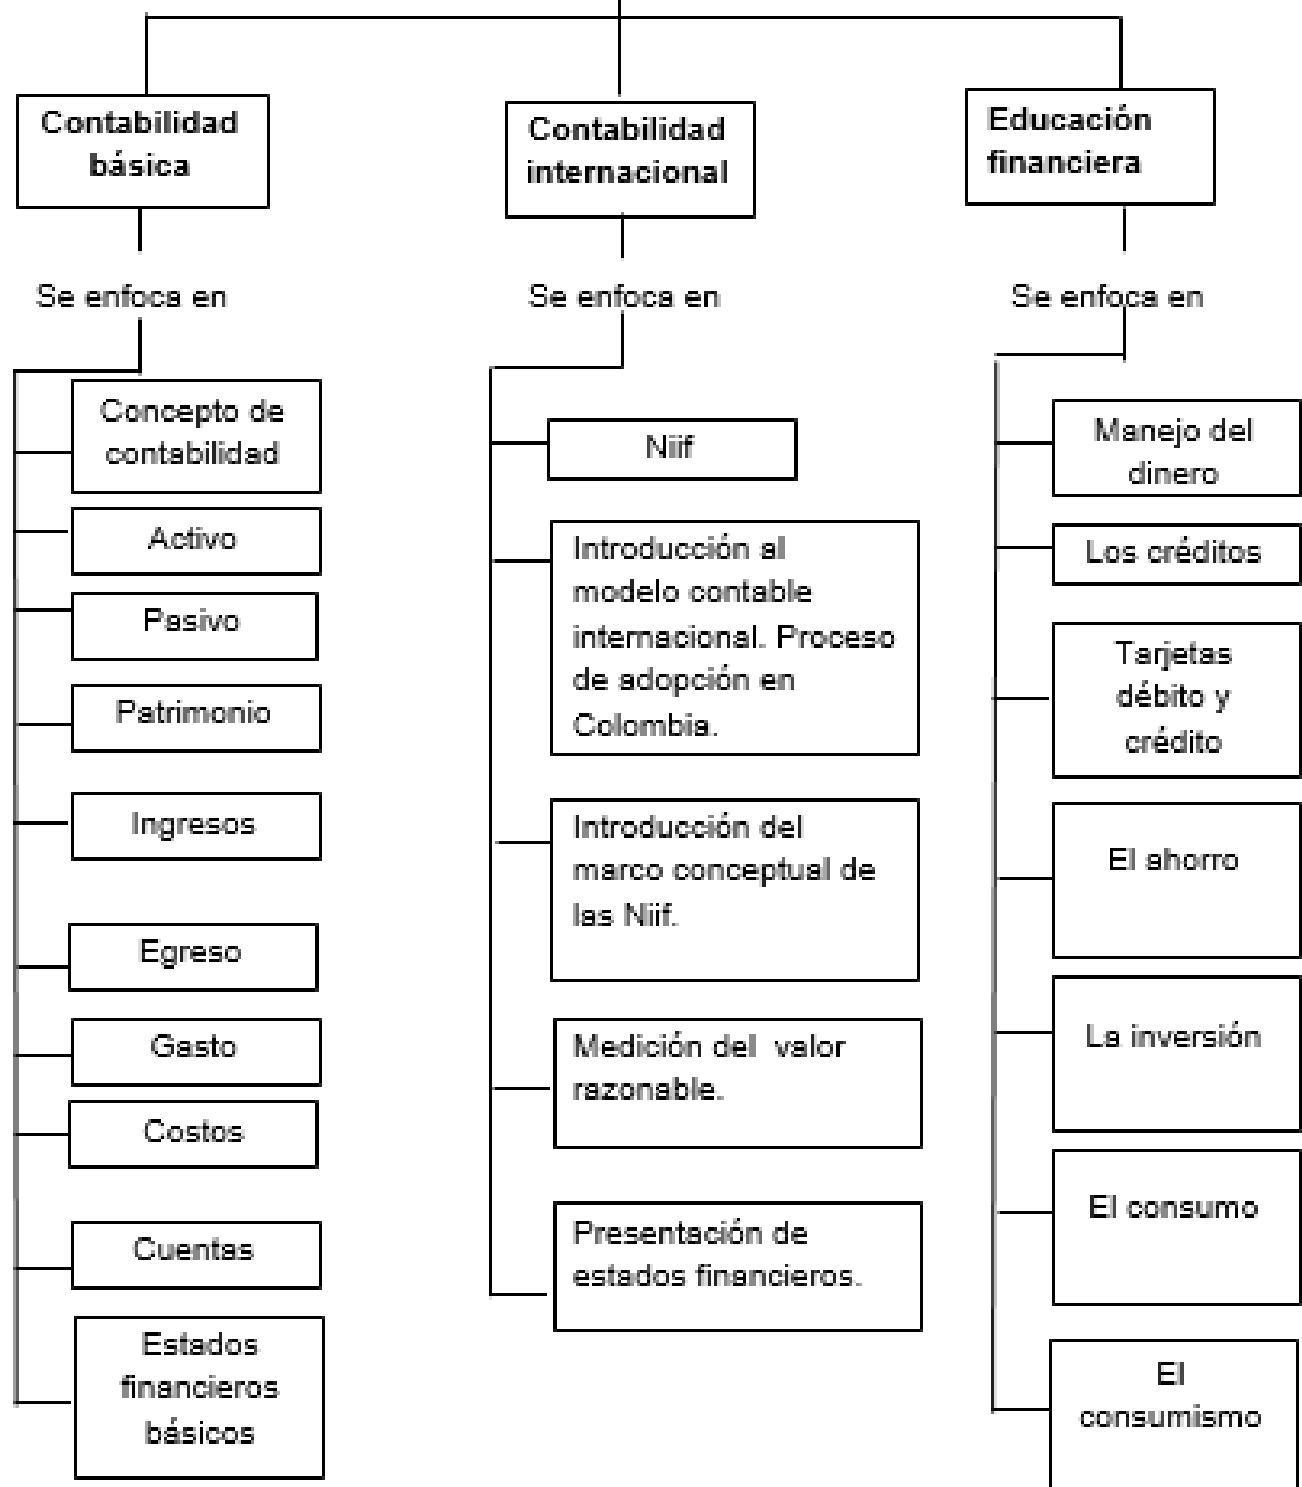 Contabilidad
básica
Se enfoca en
Concepto de
contabilidad
Activo
Pasivo
Patrimonio
Ingresos
Egreso
Gasto
Costos
Cuentas
Estados
financieros
básicos
Contabilidad
internacional
Se enfoca en
Niif
Introducción al
modelo contable
internacional. Proceso
de adopción en
Colombia.
Introducción del
marco conceptual de
las Niif.
Medición del valor
razonable.
Presentación de
estados financieros.
Educación
financiera
Se enfoca en
Manejo del
dinero
Los créditos
Tarjetas
débito y
crédito
El ahorro
La inversión
El consumo
El
consumismo